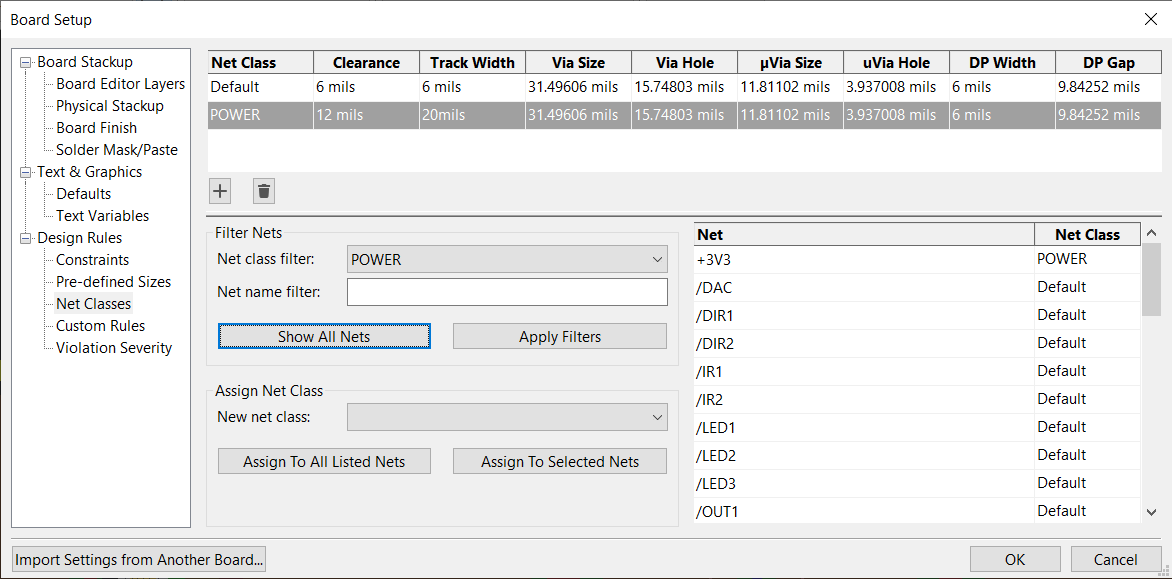 Board Setup
Board Stackup
Board Editor Layers
Physical Stackup
Board Finish
Solder Mask/Paste
Text & Graphics
Defaults
Text Variables
Design Rules
Constraints
Pre-defined Sizes
Net Classes
Custom Rules
Violation Severity
Net Class Clearance Track Width Via Size Via Hole µVia Size uVia Hole DP Width DP Gap
Default 6 mils 6 mils 31.49606 mils 15.74803 mils 11.81102 mils 3.937008 mils 6 mils 9.84252 mils
POWER 12 mils 20mils 31.49606 mils 15.74803 mils 11.81102 mils 3.937008 mils 6 mils 9.84252 mils
Filter Nets
Net class filter: POWER
Net name filter:
Show All Nets Apply Filters
Assign Net Class
New net class:
Assign To All Listed Nets Assign To Selected Nets
Net Net Class
+3V3 POWER
/DAC Default
/DIR1 Default
/DIR2 Default
/IR1 Default
/IR2 Default
/LED1 Default
/LED2 Default
/LED3 Default
/OUT1 Default
Import Settings from Another Board... OK Cancel